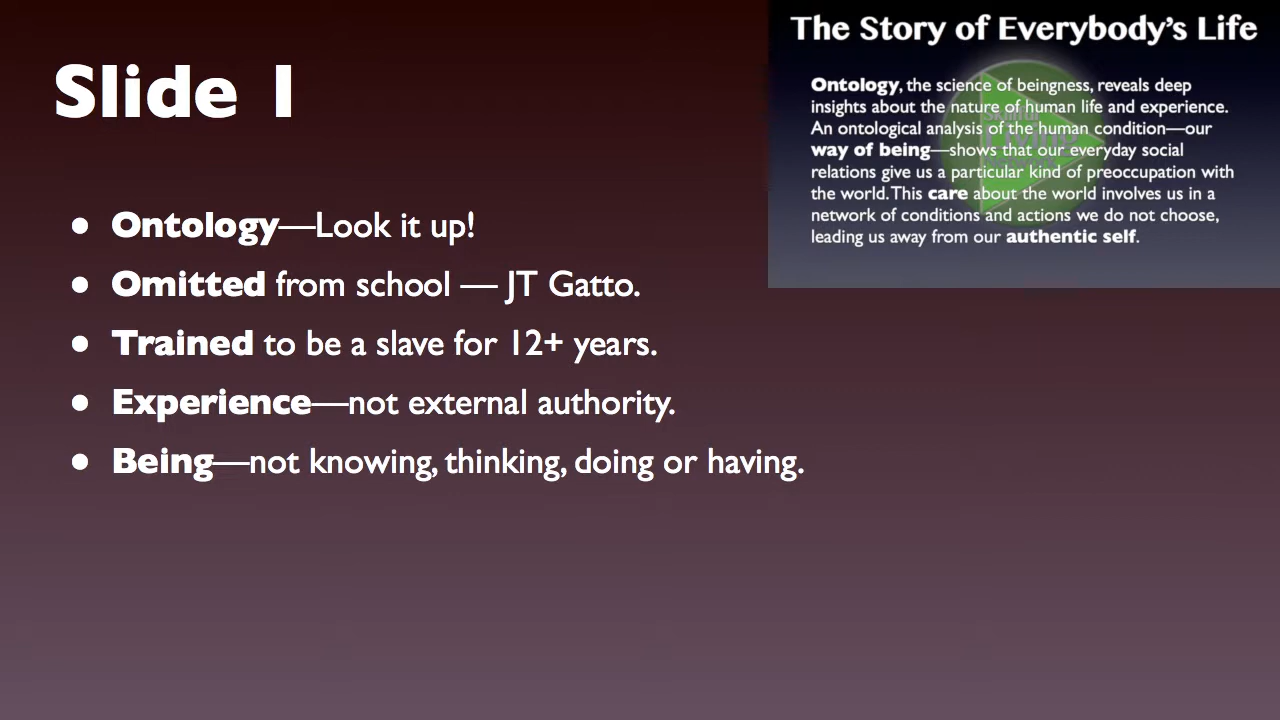 Slide 1
● Ontology—Look it up!
● Omitted from school — JT Gatto.
● Trained to be a slave for 12+ years.
● Experience—not external authority.
● Being—not knowing, thinking, doing or having.
The Story of Everybody's Life
Ontology, the science of beingness, reveals deep
insights about the nature of human life and experience.
An ontological analysis of the human condition—our
way of being—shows that our everyday social
relations give us a particular kind of preoccupation with
the world. This care about the world involves us in a
network of conditions and actions we do not choose,
leading us away from our authentic self.